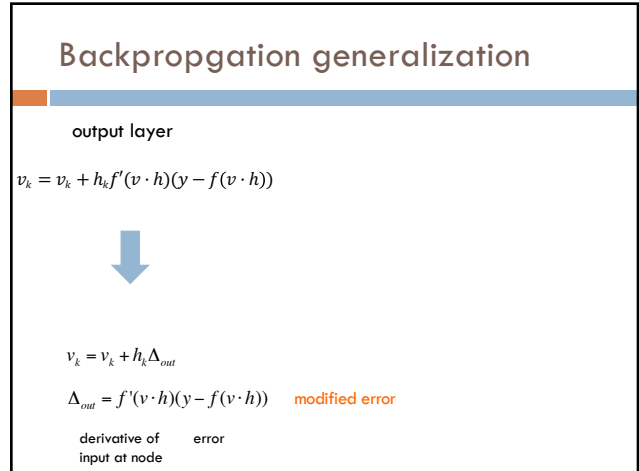 Backpropgation generalization
output layer
v_k = v_k + h_k f′(v · h)(y − f(v · h))
v_k = v_k + h_k Δ_out
Δ_out = f '(v · h)(y − f(v · h)) modified error
derivative of error
input at node